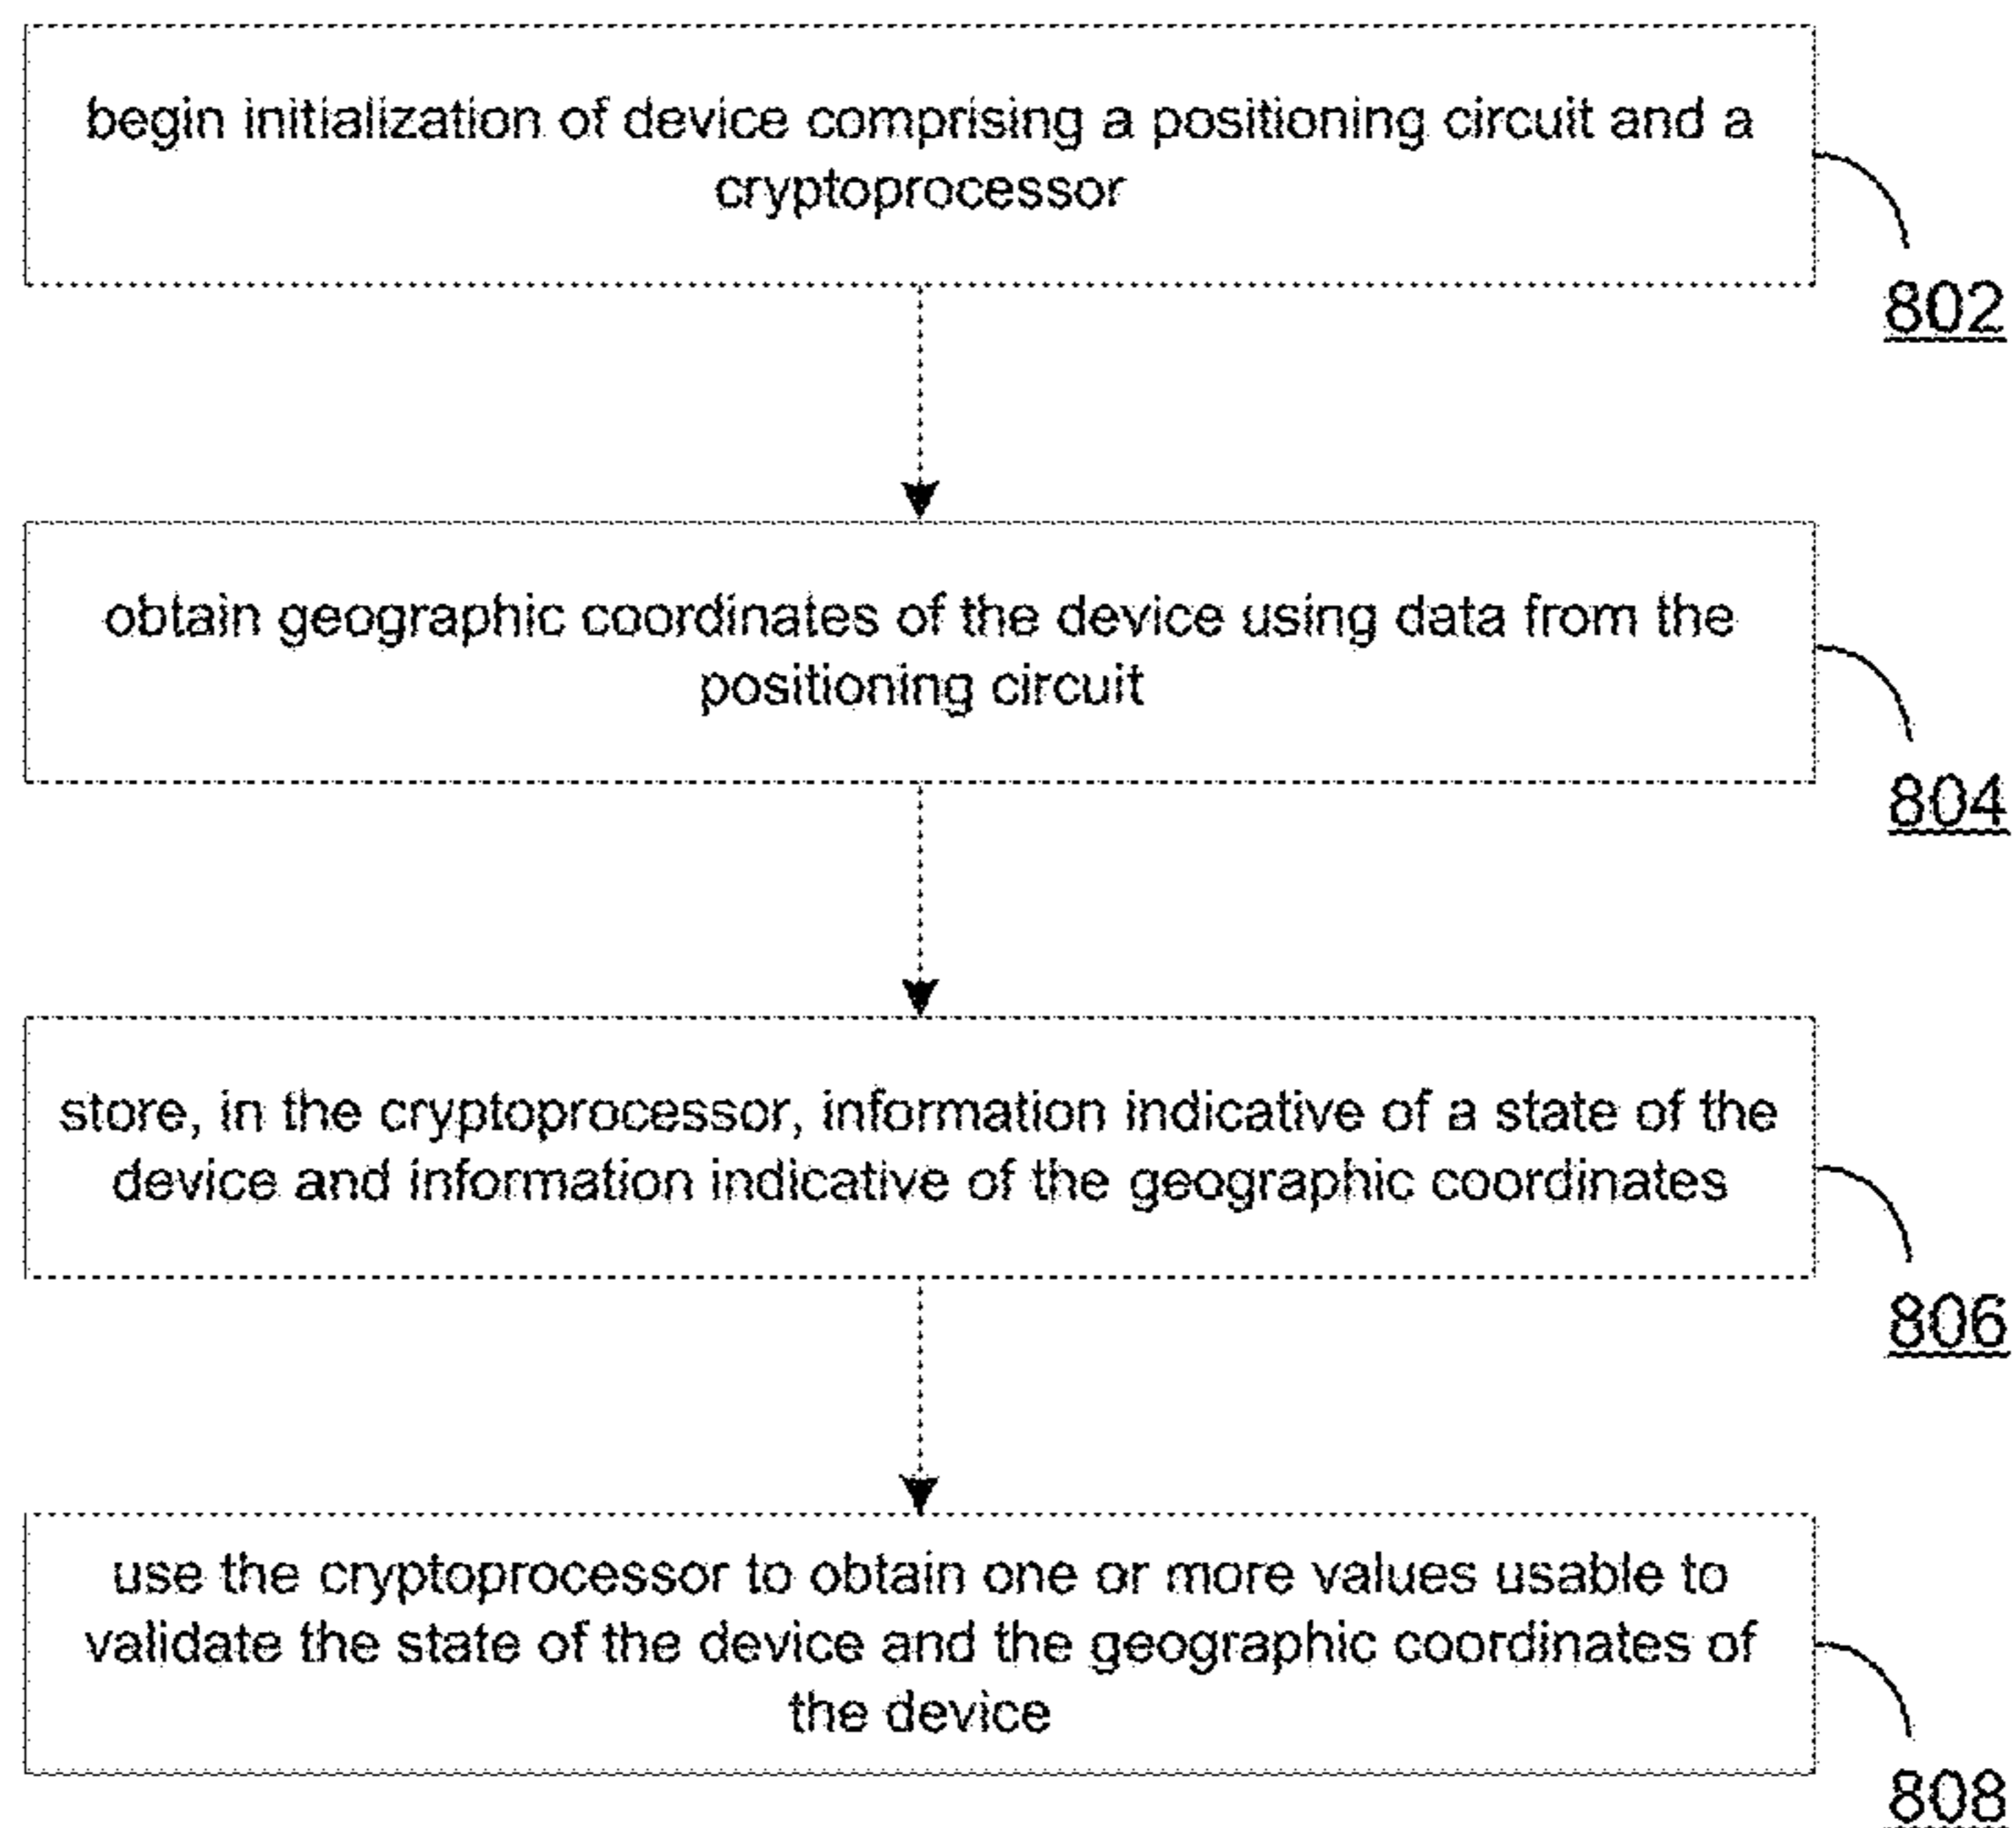 begin initialization of device comprising a positioning circuit and a
cryptoprocessor
802
obtain geographic coordinates of the device using data from the
positioning circuit
804
store, in the cryptoprocessor, information indicative of a state of the
device and information indicative of the geographic coordinates
806
use the cryptoprocessor to obtain one or more values usable to
validate the state of the device and the geographic coordinates of
the device
808